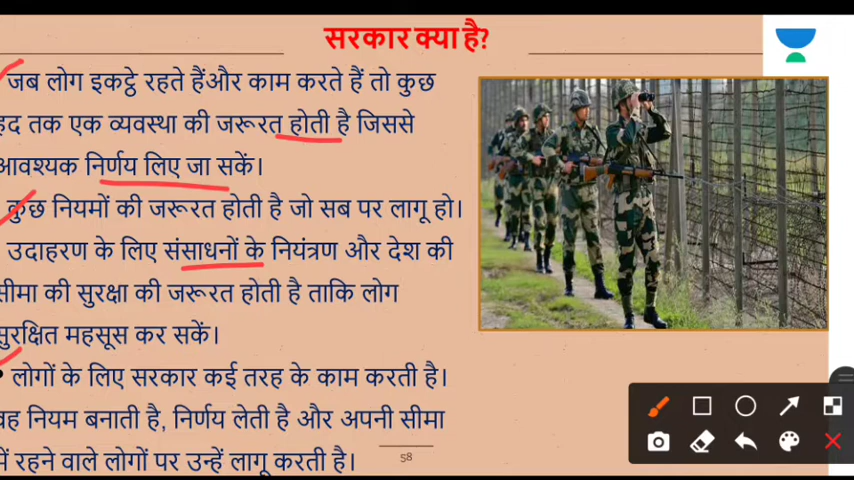 सरकार क्या है?
जब लोग इकट्ठे रहते हैंऔर काम करते हैं तो कुछ
हद तक एक व्यवस्था की जरूरत होती है जिससे
आवश्यक निर्णय लिए जा सकें।
कुछ नियमों की जरूरत होती है जो सब पर लागू हो।
उदाहरण के लिए संसाधनों के नियंत्रण और देश की
सीमा की सुरक्षा की जरूरत होती है ताकि लोग
सुरक्षित महसूस कर सकें।
• लोगों के लिए सरकार कई तरह के काम करती है।
वह नियम बनाती है, निर्णय लेती है और अपनी सीमा
में रहने वाले लोगों पर उन्हें लागू करती है।
58